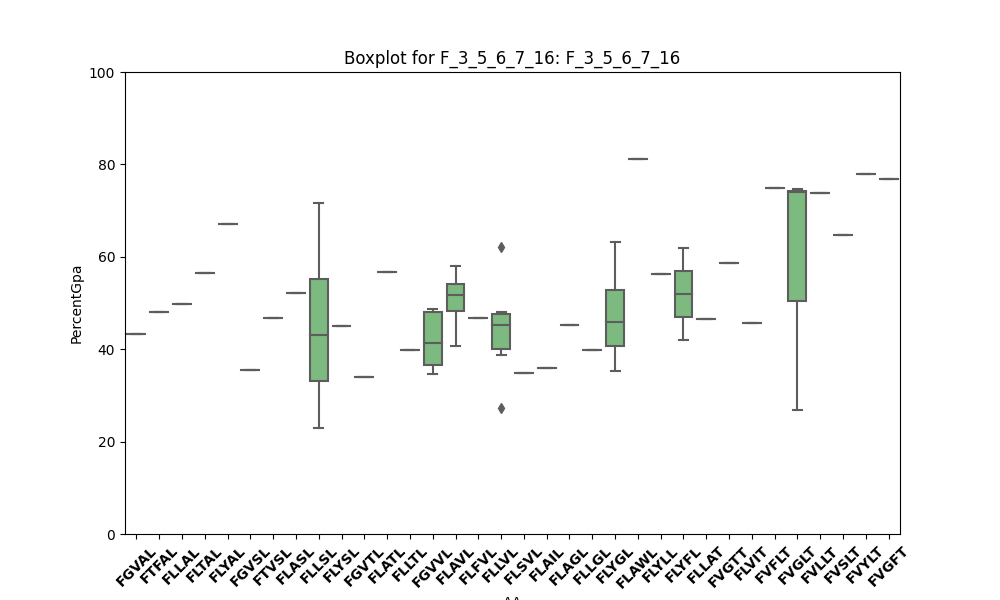 Boxplot for F_3_5_6_7_16: F_3_5_6_7_16
PercentGpa
100
80
60
40
20
0
FGVAL FTFAL FLLAL FLTAL FLYAL FGVSL FTVSL FLASL FLLSL FLYSL FGVTL FLATL FLLTL FGVVL FLAVL FLFVL FLLVL FLSVL FLAIL FLAGL FLLGL FLYGL FLAWL FLYLL FLYFL FLLAT FVGTT FLVIT FVFLT FVGLT FVLLT FVSLT FVYLT FVGFT